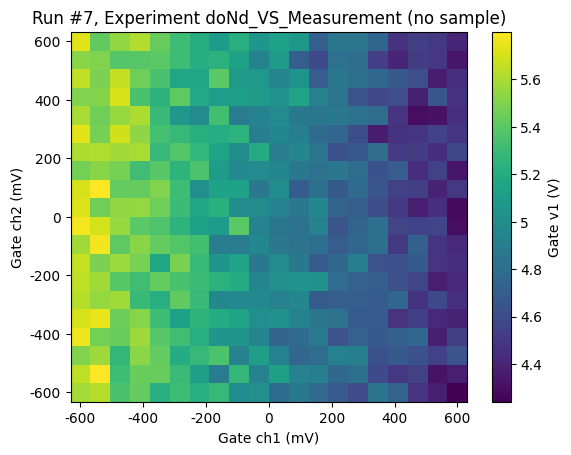 Run #7, Experiment doNd_VS_Measurement (no sample)
Gate ch2 (mV)
600
400
200
0
-200
-400
-600
-600 -400 -200 0 200 400 600
Gate ch1 (mV)
5.6
5.4
5.2
5
4.8
4.6
4.4
Gate v1 (V)